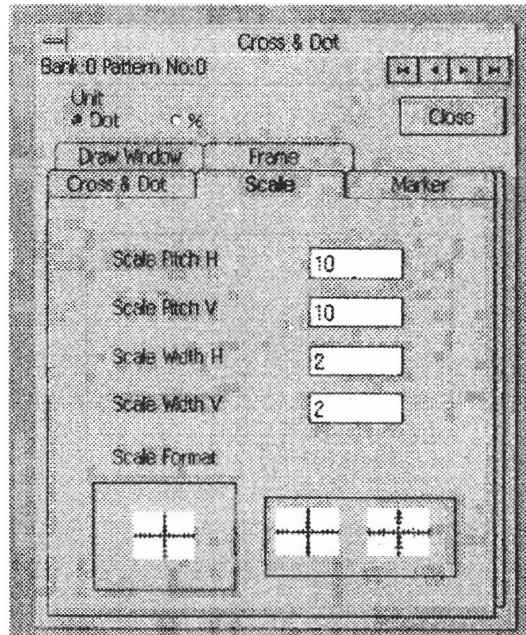 Cross & Dot
Bank:0 Pattern No:0
Unit
Dot %
Close
Draw Window Frame
Cross & Dot Scale Marker
Scale Pitch H 10
Scale Pitch V 10
Scale Width H 2
Scale Width V 2
Scale Format